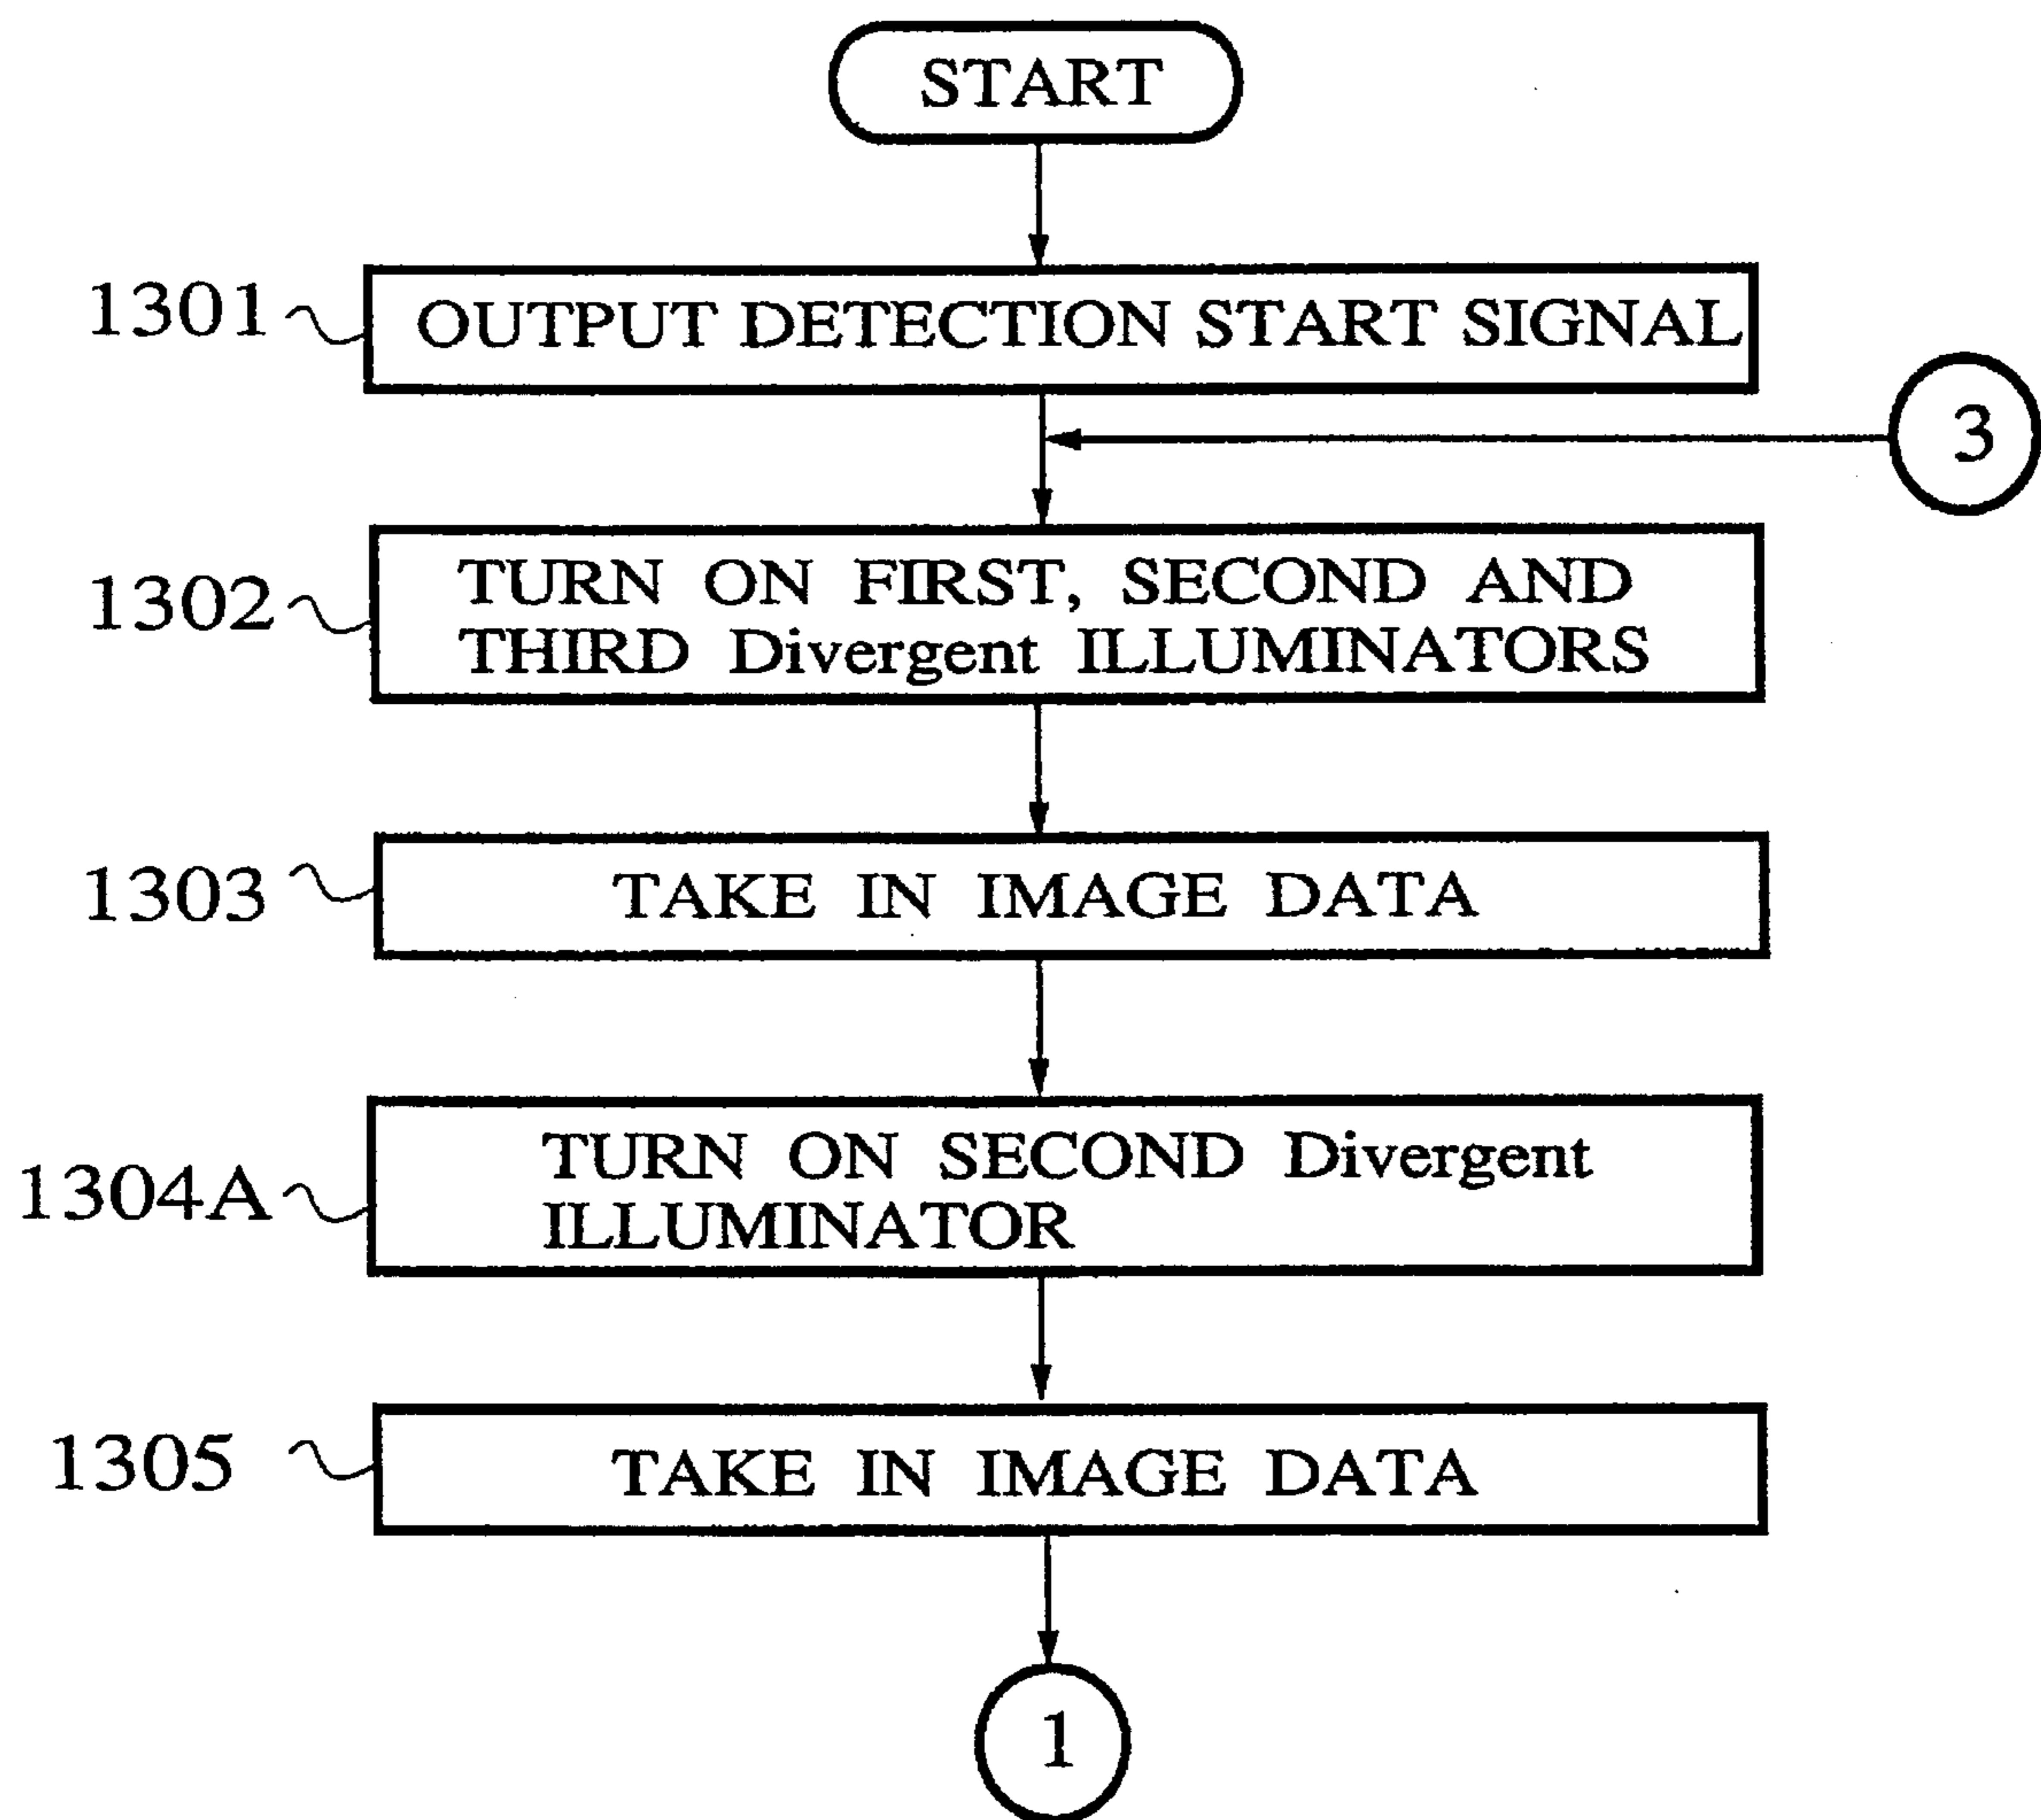 START
1301
OUTPUT DETECTION START SIGNAL
3
1302
TURN ON FIRST, SECOND AND
THIRD Divergent ILLUMINATORS
1303
TAKE IN IMAGE DATA
1304A
TURN ON SECOND Divergent
ILLUMINATOR
1305
TAKE IN IMAGE DATA
1